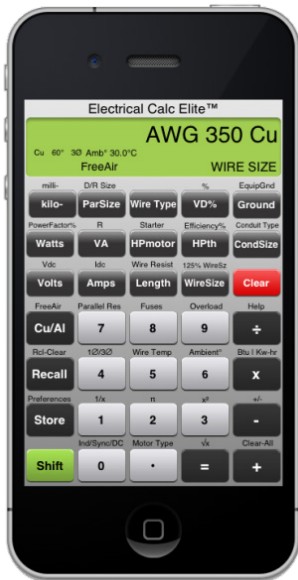 Electrical Calc Elite™
AWG 350 Cu
Cu 60° 3Ø Amb° 30.0°C
FreeAir WIRE SIZE
milli- D/R Size % EquipGnd
kilo- ParSize Wire Type VD% Ground
PowerFactor% R Starter Efficiency% Conduit Type
Watts VA HPmotor HPth CondSize
Vdc Idc Wire Resist 125% WireSz
Volts Amps Length WireSize Clear
FreeAir Parallel Res Fuses Overload Help
Cu/Al 7 8 9 ÷
Rcl-Clear 1Ø/3Ø Wire Temp Ambient° Btu I Kw-hr
Recall 4 5 6 x
Preferences 1/x π x² +/-
Store 1 2 3 -
Ind/Sync/DC Motor Type √x Clear-All
Shift 0 · = +